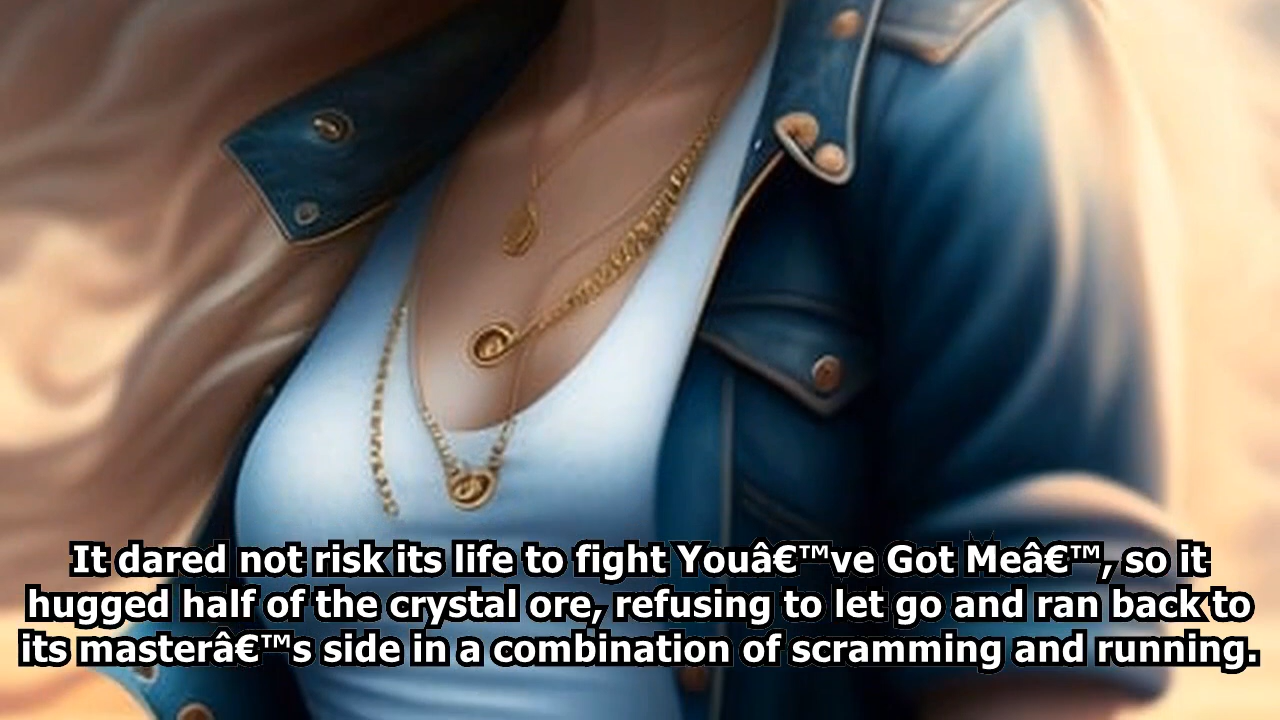 It dared not risk its life to fight Youâ€™ve Got Meâ€™, so it
hugged half of the crystal ore, refusing to let go and ran back to
its masterâ€™s side in a combination of scramming and running.